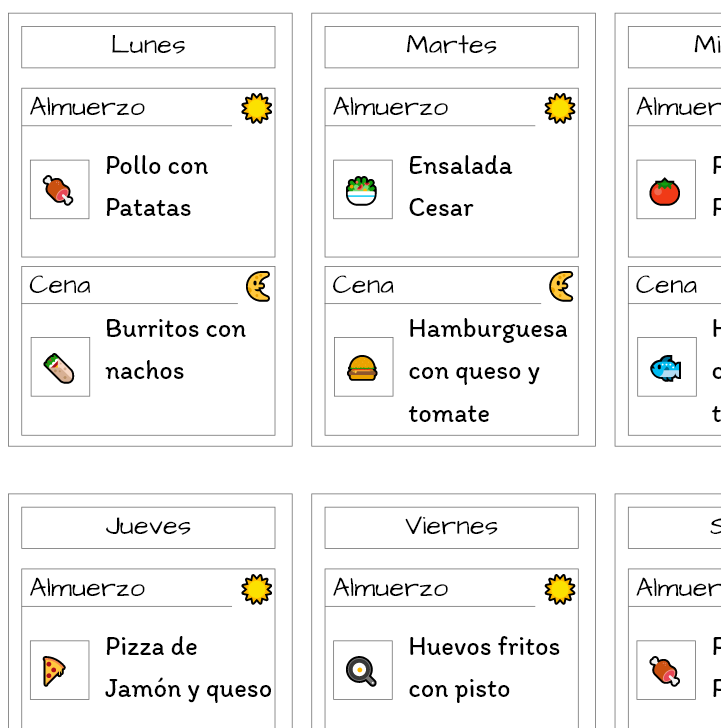 Lunes
Almuerzo
Pollo con
Patatas
Cena
Burritos con
nachos
Martes
Almuerzo
Ensalada
Cesar
Cena
Hamburguesa
con queso y
tomate
Mi
Almuer
Cena
Jueves
Almuerzo
Pizza de
Jamón y queso
Viernes
Almuerzo
Huevos fritos
con pisto
Almuer